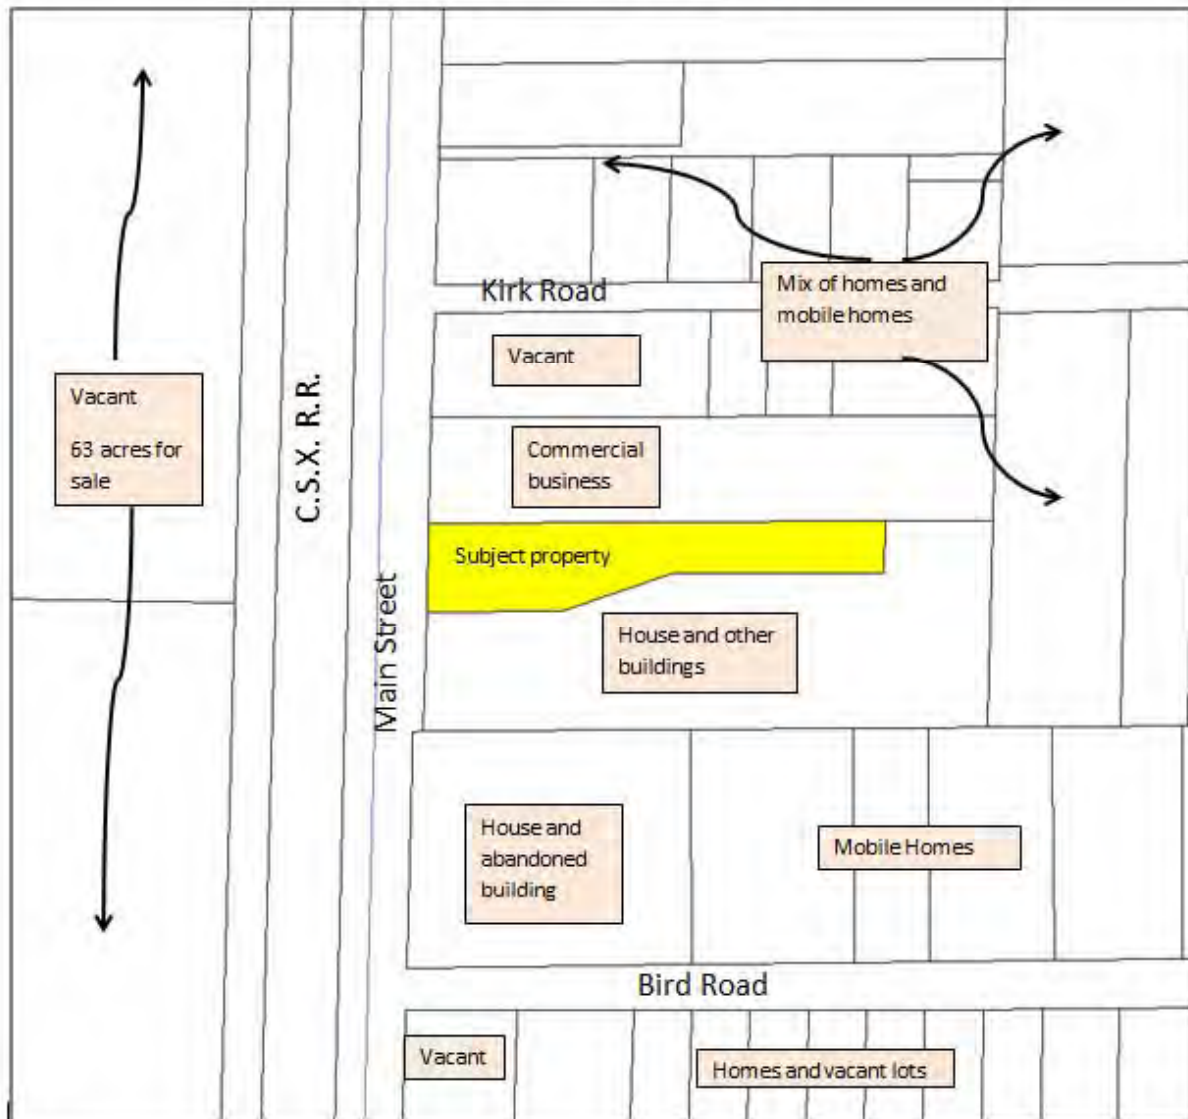 Kirk Road
Mix of homes and
mobile homes
Vacant
Vacant
63 acres for
sale
C.S.X. R.R.
Commercial
business
Subject property
Main Street
House and other
buildings
House and
abandoned
building
Mobile Homes
Bird Road
Vacant
Homes and vacant lots